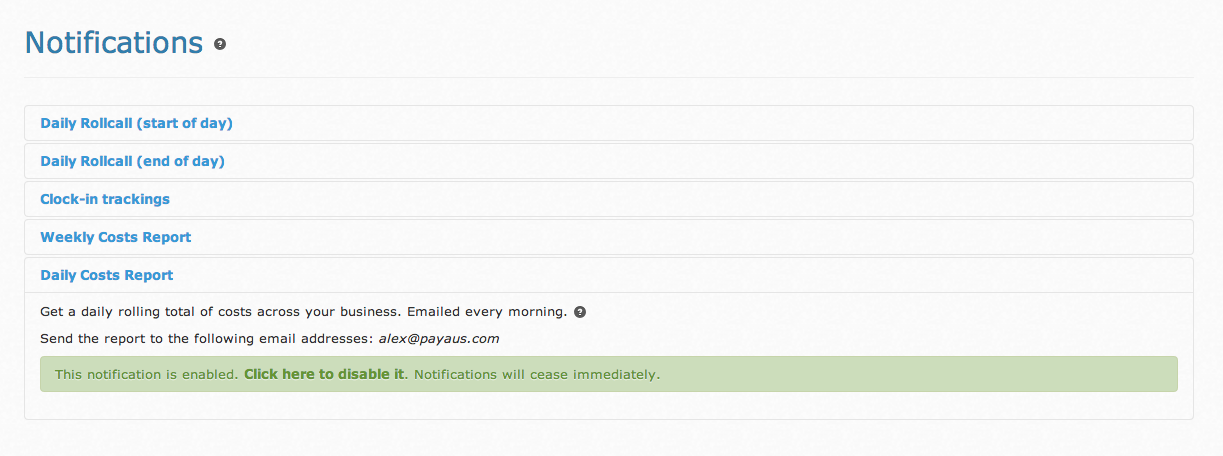 Notifications ?
Daily Rollcall (start of day)
Daily Rollcall (end of day)
Clock-in trackings
Weekly Costs Report
Daily Costs Report
Get a daily rolling total of costs across your business. Emailed every morning. ?
Send the report to the following email addresses: alex@payaus.com
This notification is enabled. Click here to disable it. Notifications will cease immediately.